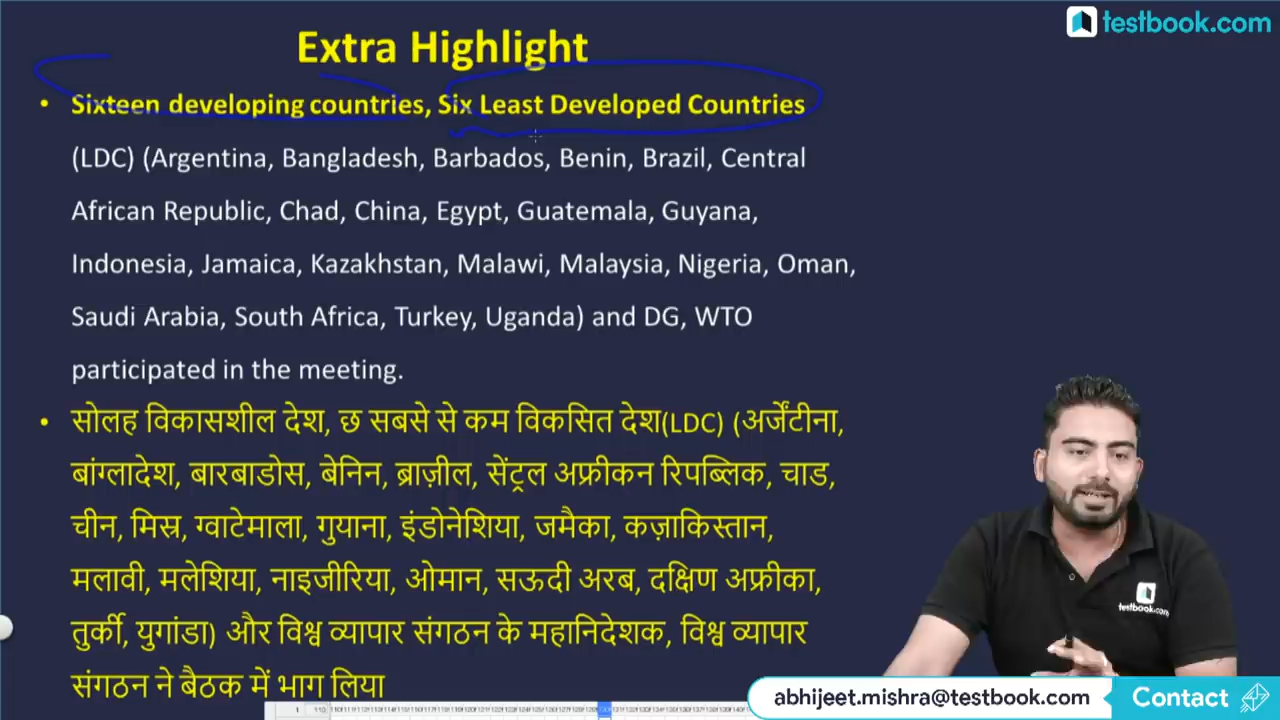 testbook.com
Extra Highlight
• Sixteen developing countries, Six Least Developed Countries
(LDC) (Argentina, Bangladesh, Barbados, Benin, Brazil, Central
African Republic, Chad, China, Egypt, Guatemala, Guyana,
Indonesia, Jamaica, Kazakhstan, Malawi, Malaysia, Nigeria, Oman,
Saudi Arabia, South Africa, Turkey, Uganda) and DG, WTO
participated in the meeting.
• सोलह विकासशील देश, छ सबसे से कम विकसित देश(LDC) (अर्जेंटीना,
बांग्लादेश, बारबाडोस, बेनिन, ब्राज़ील, सेंट्रल अफ्रीकन रिपब्लिक, चाड,
चीन, मिस्र, ग्वाटेमाला, गुयाना, इंडोनेशिया, जमैका, कज़ाकिस्तान,
मलावी, मलेशिया, नाइजीरिया, ओमान, सऊदी अरब, दक्षिण अफ्रीका,
तुर्की, युगांडा) और विश्व व्यापार संगठन के महानिदेशक, विश्व व्यापार
संगठन ने बैठक में भाग लिया
testbook.com
abhijeet.mishra@testbook.com Contact